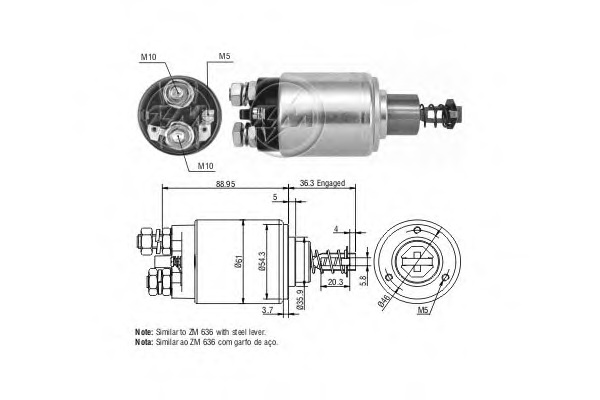 M10
M5
ZM
M10
88.95
36.3 Engaged
5
4
Ø61
Ø54.3
Ø35.9
20.3
5.8
3.7
Ø46
M5
Note: Similar to ZM 636 with steel lever.
Nota: Similar ao ZM 636 com garfo de aço.